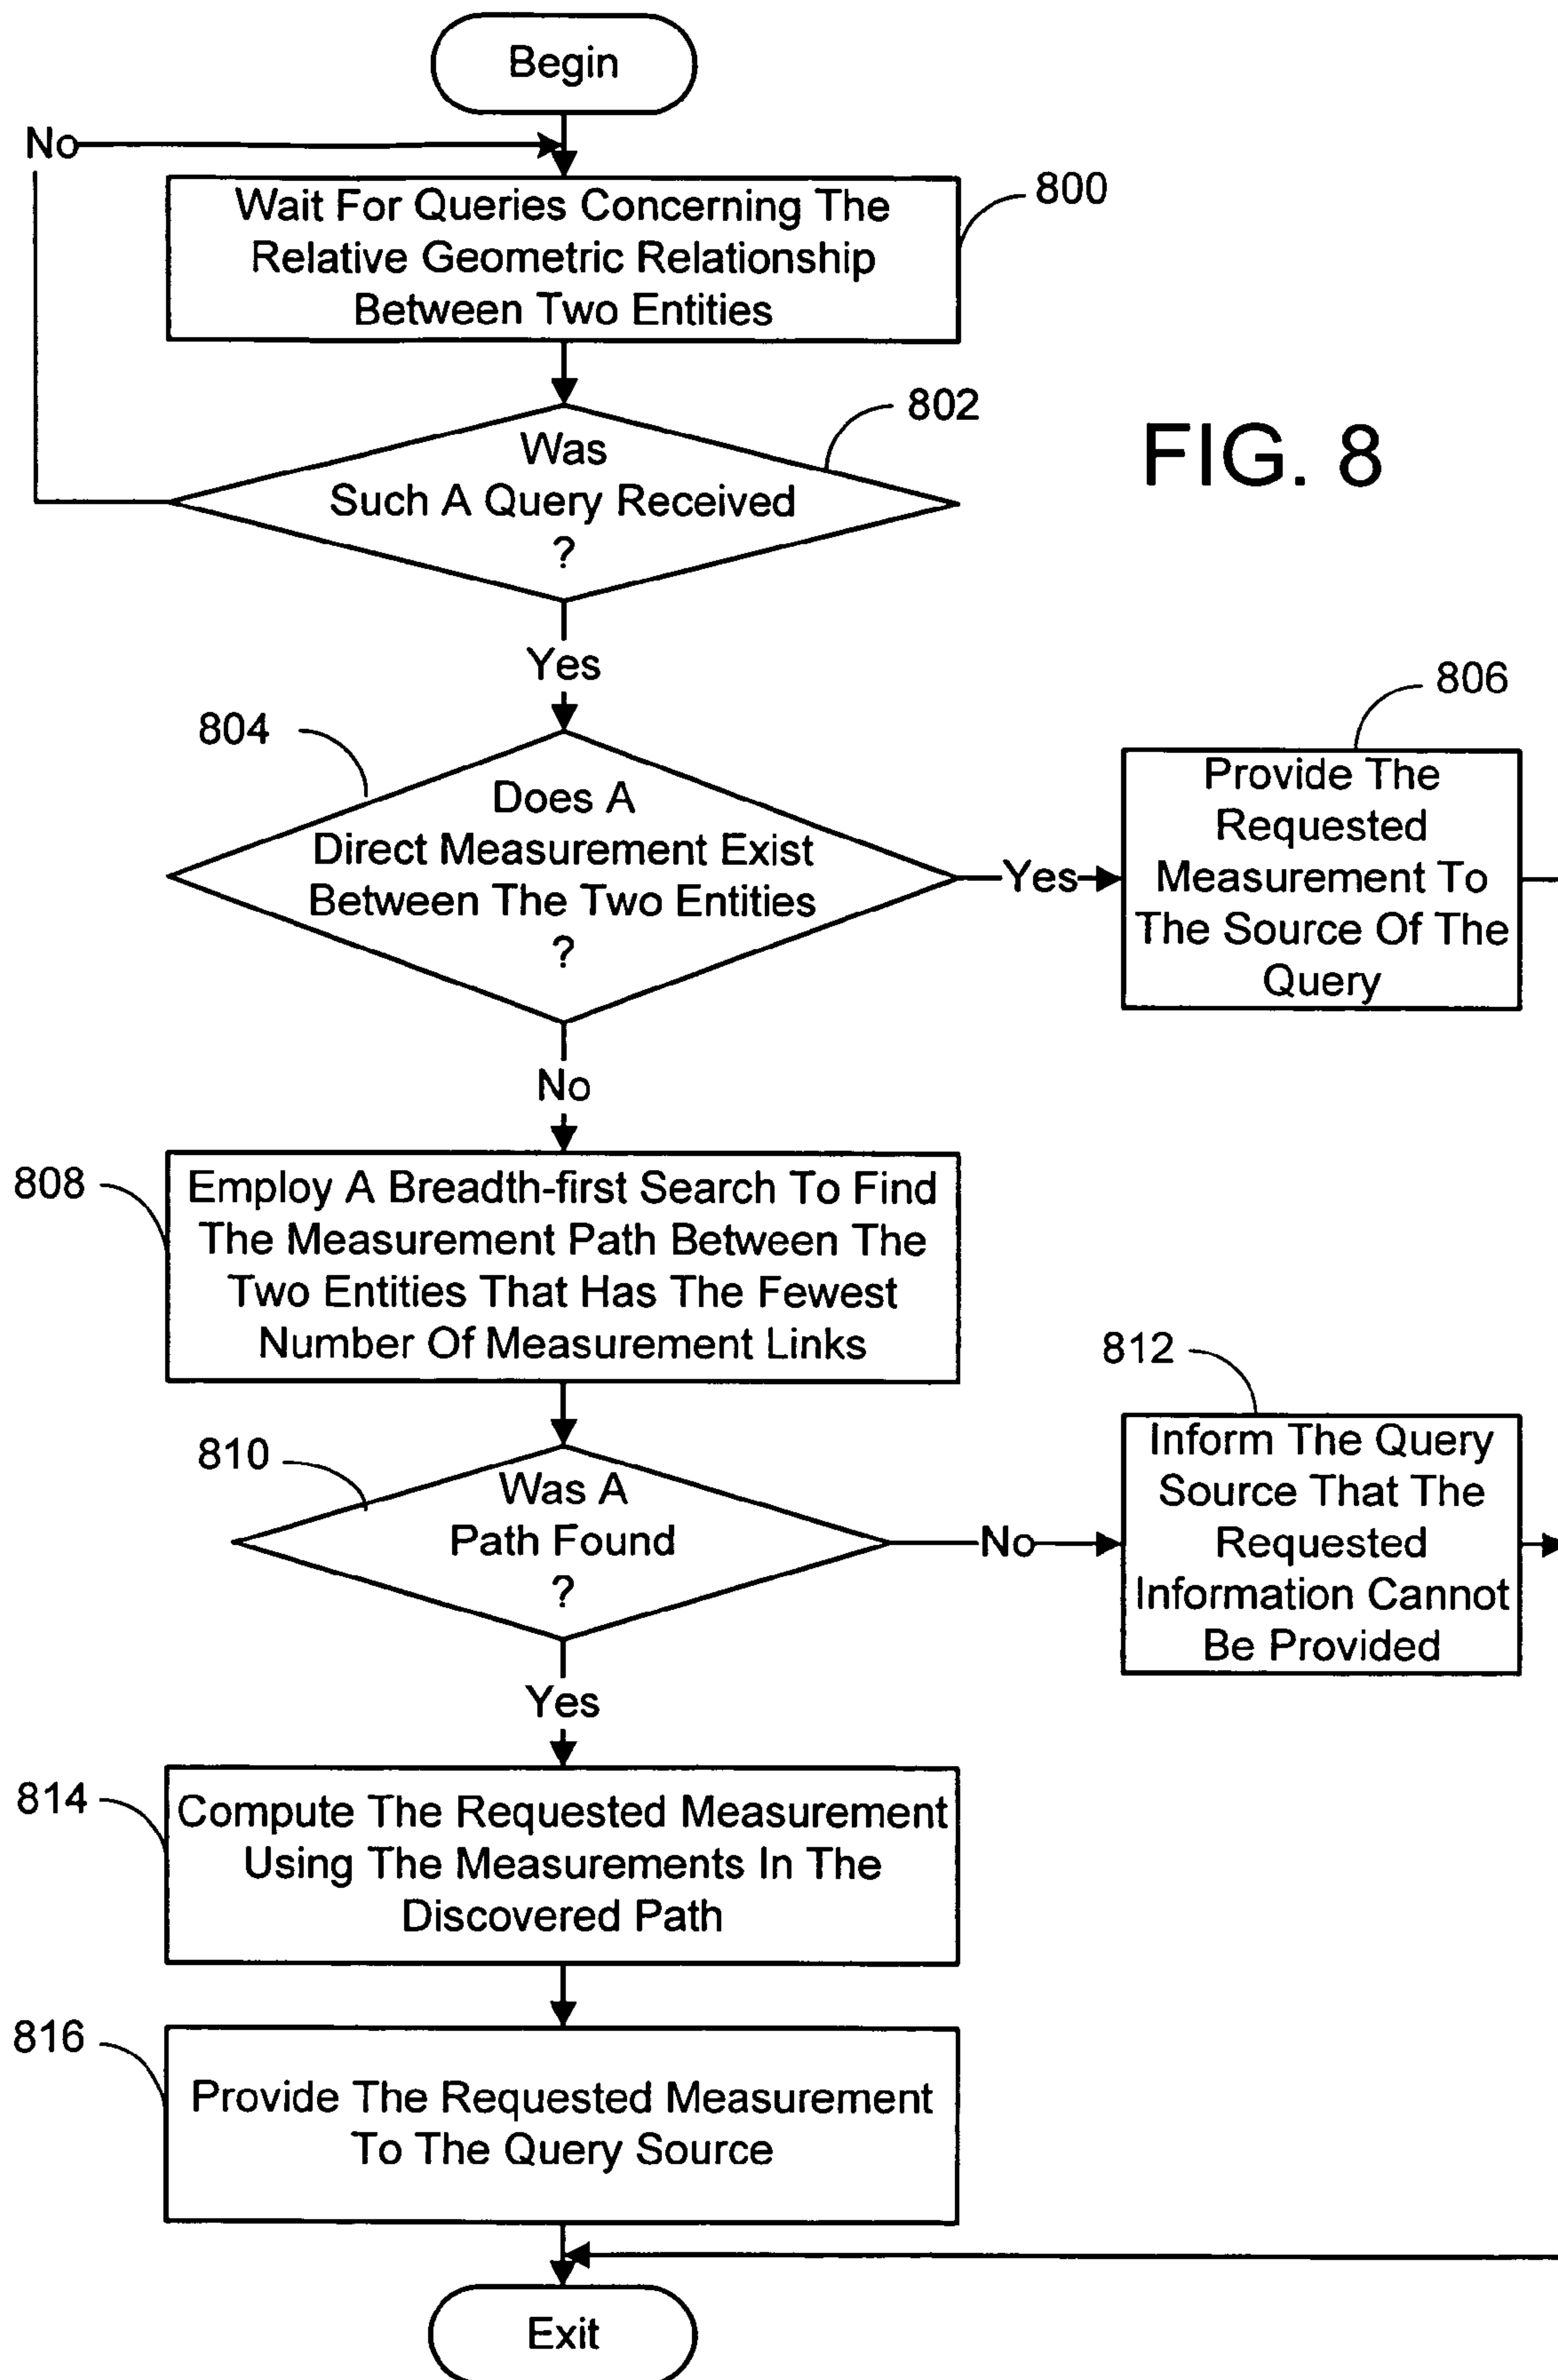 Begin
No
Wait For Queries Concerning The
Relative Geometric Relationship
Between Two Entities
800
802
Was
Such A Query Received
?
FIG. 8
Yes
804
Does A
Direct Measurement Exist
Between The Two Entities
?
Yes
806
Provide The
Requested
Measurement To
The Source Of The
Query
No
808
Employ A Breadth-first Search To Find
The Measurement Path Between The
Two Entities That Has The Fewest
Number Of Measurement Links
810
Was A
Path Found
?
No
812
Inform The Query
Source That The
Requested
Information Cannot
Be Provided
Yes
814
Compute The Requested Measurement
Using The Measurements In The
Discovered Path
816
Provide The Requested Measurement
To The Query Source
Exit